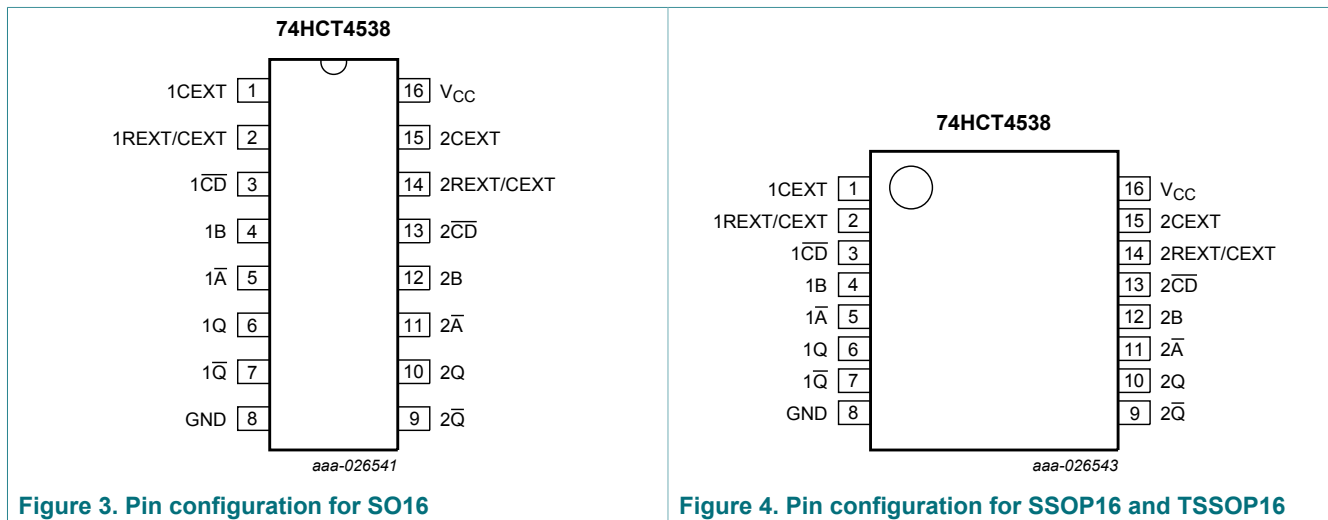 74HCT4538
1CEXT 1 16 V_CC
1REXT/CEXT 2 15 2CEXT
1C̅D̅ 3 14 2REXT/CEXT
1B 4 13 2C̅D̅
1A̅ 5 12 2B
1Q 6 11 2A̅
1Q̅ 7 10 2Q
GND 8 9 2Q̅
aaa-026541
Figure 3. Pin configuration for SO16
74HCT4538
1CEXT 1 16 V_CC
1REXT/CEXT 2 15 2CEXT
1C̅D̅ 3 14 2REXT/CEXT
1B 4 13 2C̅D̅
1A̅ 5 12 2B
1Q 6 11 2A̅
1Q̅ 7 10 2Q
GND 8 9 2Q̅
aaa-026543
Figure 4. Pin configuration for SSOP16 and TSSOP16